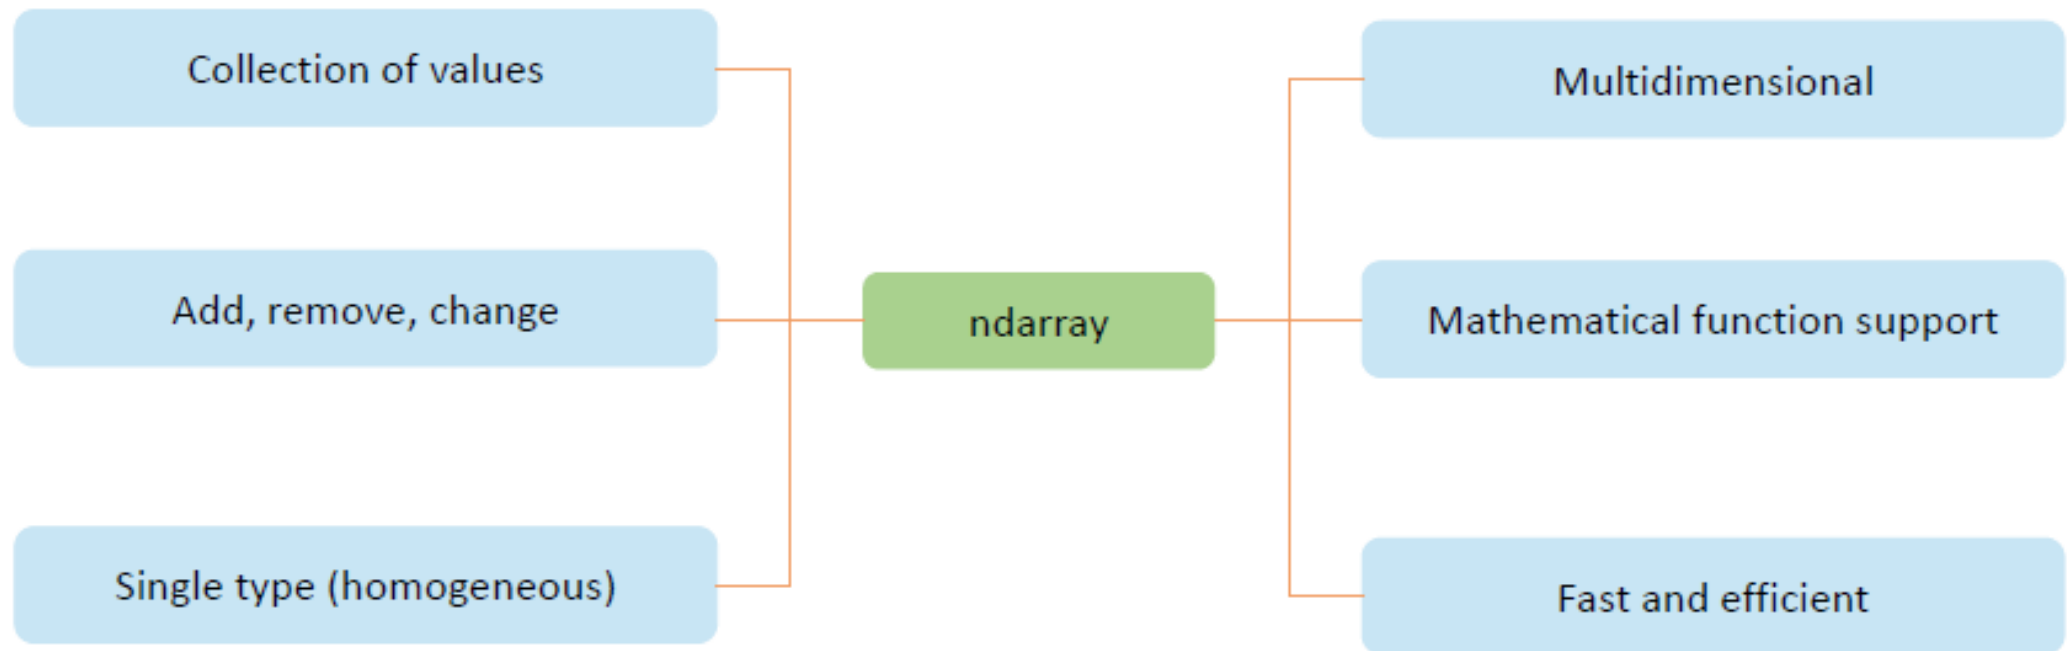 Collection of values
Add, remove, change
Single type (homogeneous)
ndarray
Multidimensional
Mathematical function support
Fast and efficient